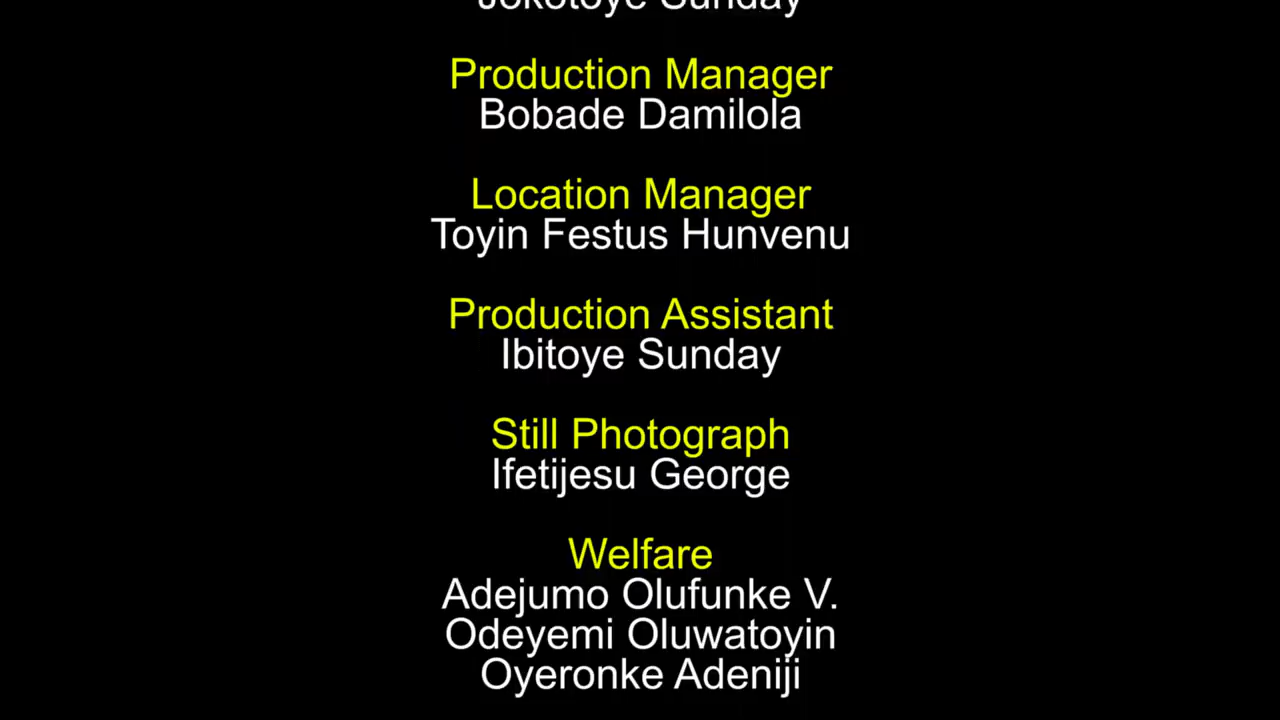 Jokotoye Sunday
Production Manager
Bobade Damilola
Location Manager
Toyin Festus Hunvenu
Production Assistant
Ibitoye Sunday
Still Photograph
Ifetijesu George
Welfare
Adejumo Olufunke V.
Odeyemi Oluwatoyin
Oyeronke Adeniji